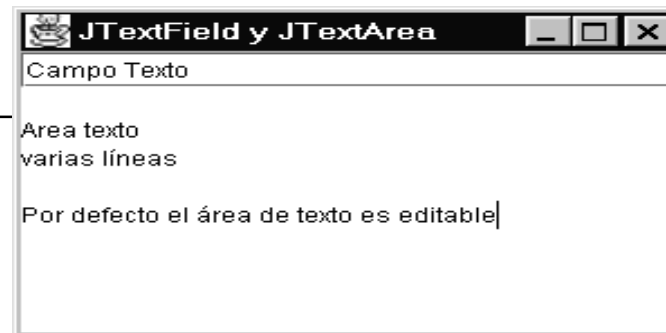 JTextField y JTextArea
Campo Texto
Area texto
varias líneas
Por defecto el área de texto es editable